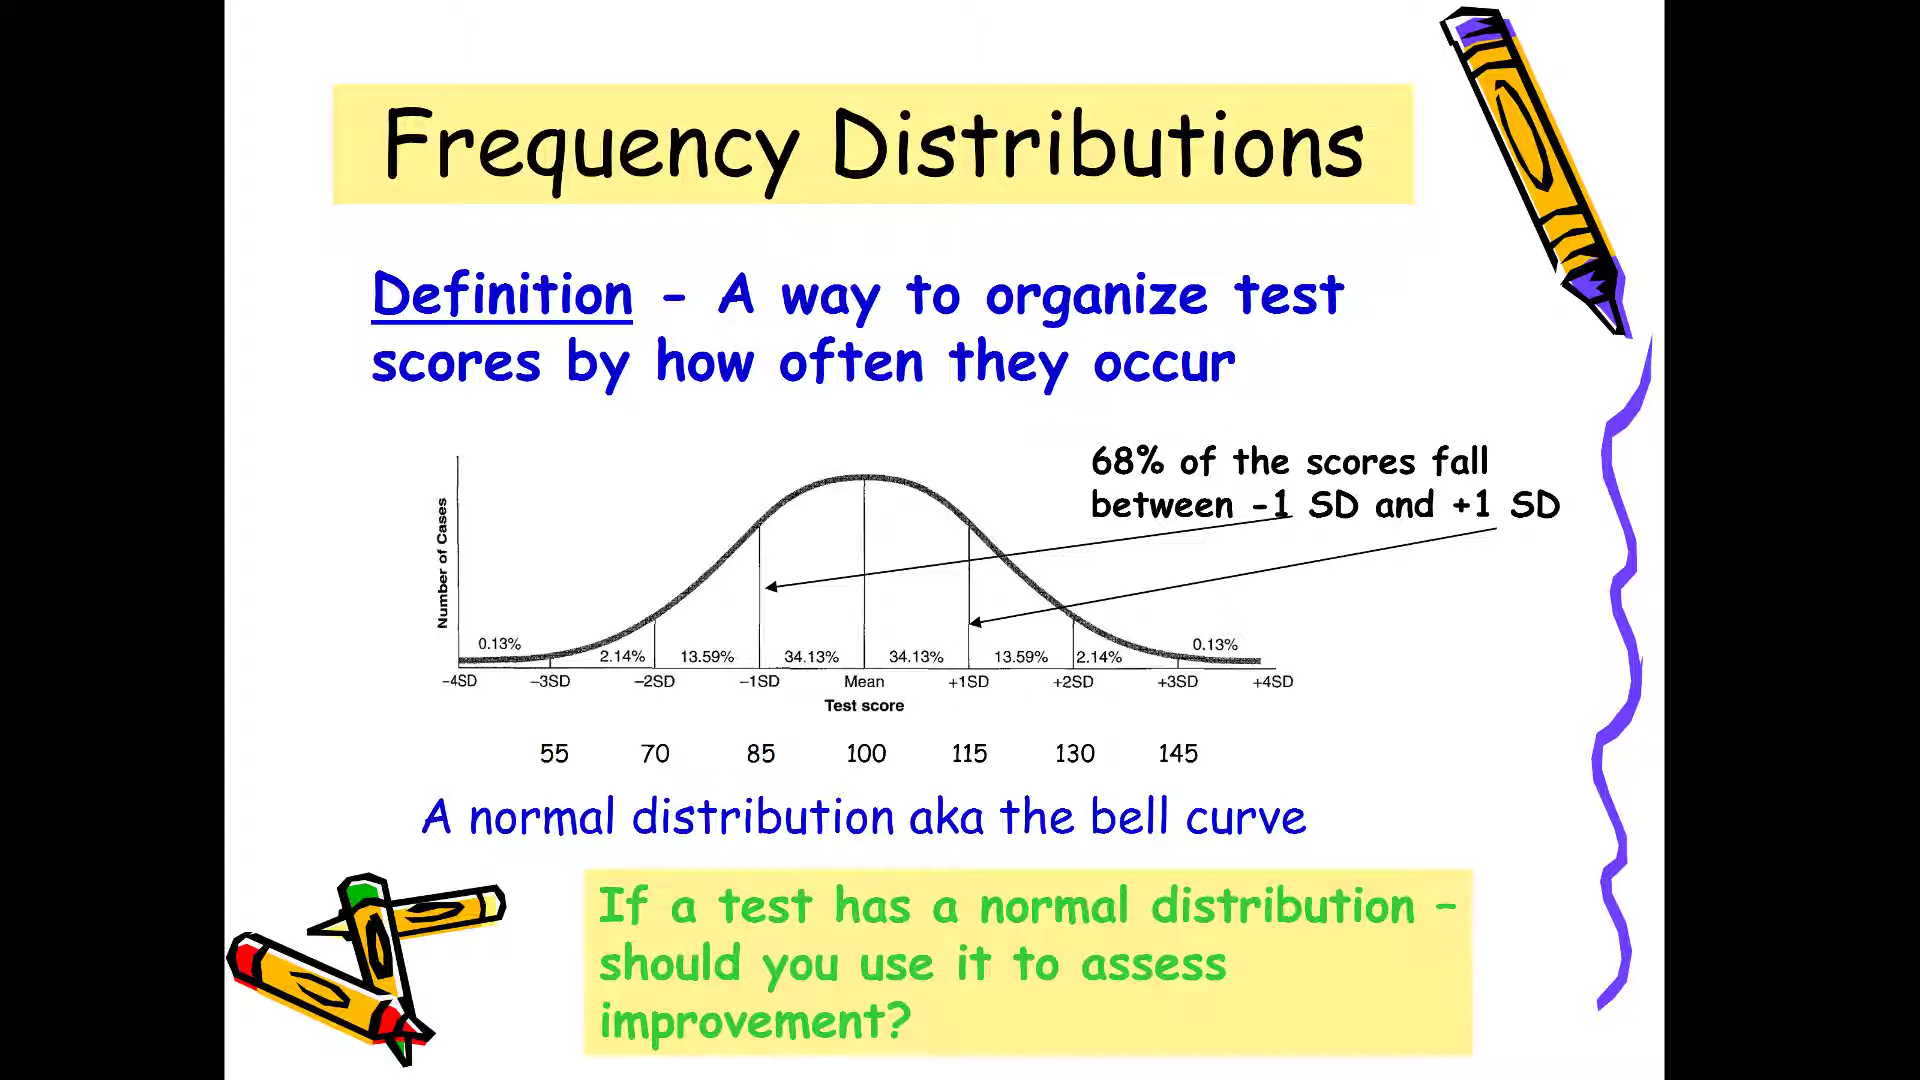 Frequency Distributions
Definition - A way to organize test
scores by how often they occur
68% of the scores fall
between -1 SD and +1 SD
Number of Cases
0.13% 2.14% 13.59% 34.13% 34.13% 13.59% 2.14% 0.13%
−4SD −3SD −2SD −1SD Mean +1SD +2SD +3SD +4SD
Test score
55 70 85 100 115 130 145
A normal distribution aka the bell curve
If a test has a normal distribution –
should you use it to assess
improvement?